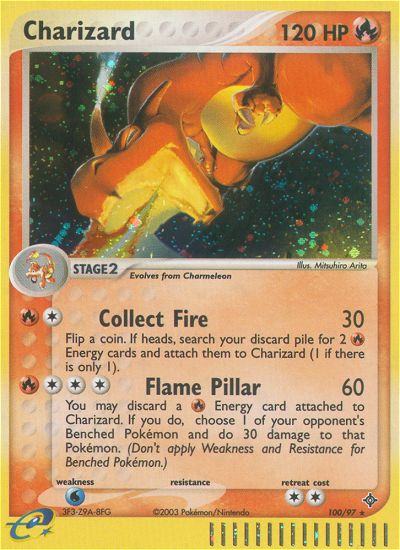 Charizard 120 HP
STAGE2
Evolves from Charmeleon
Illus. Mitsuhiro Arita
Collect Fire 30
Flip a coin. If heads, search your discard pile for 2
Energy cards and attach them to Charizard (1 if there
is only 1).
Flame Pillar 60
You may discard a Energy card attached to
Charizard. If you do, choose 1 of your opponent's
Benched Pokémon and do 30 damage to that
Pokémon. (Don't apply Weakness and Resistance for
Benched Pokémon.)
weakness resistance retreat cost
3F3-Z9A-8FG ©2003 Pokémon/Nintendo 100/97 ★
e